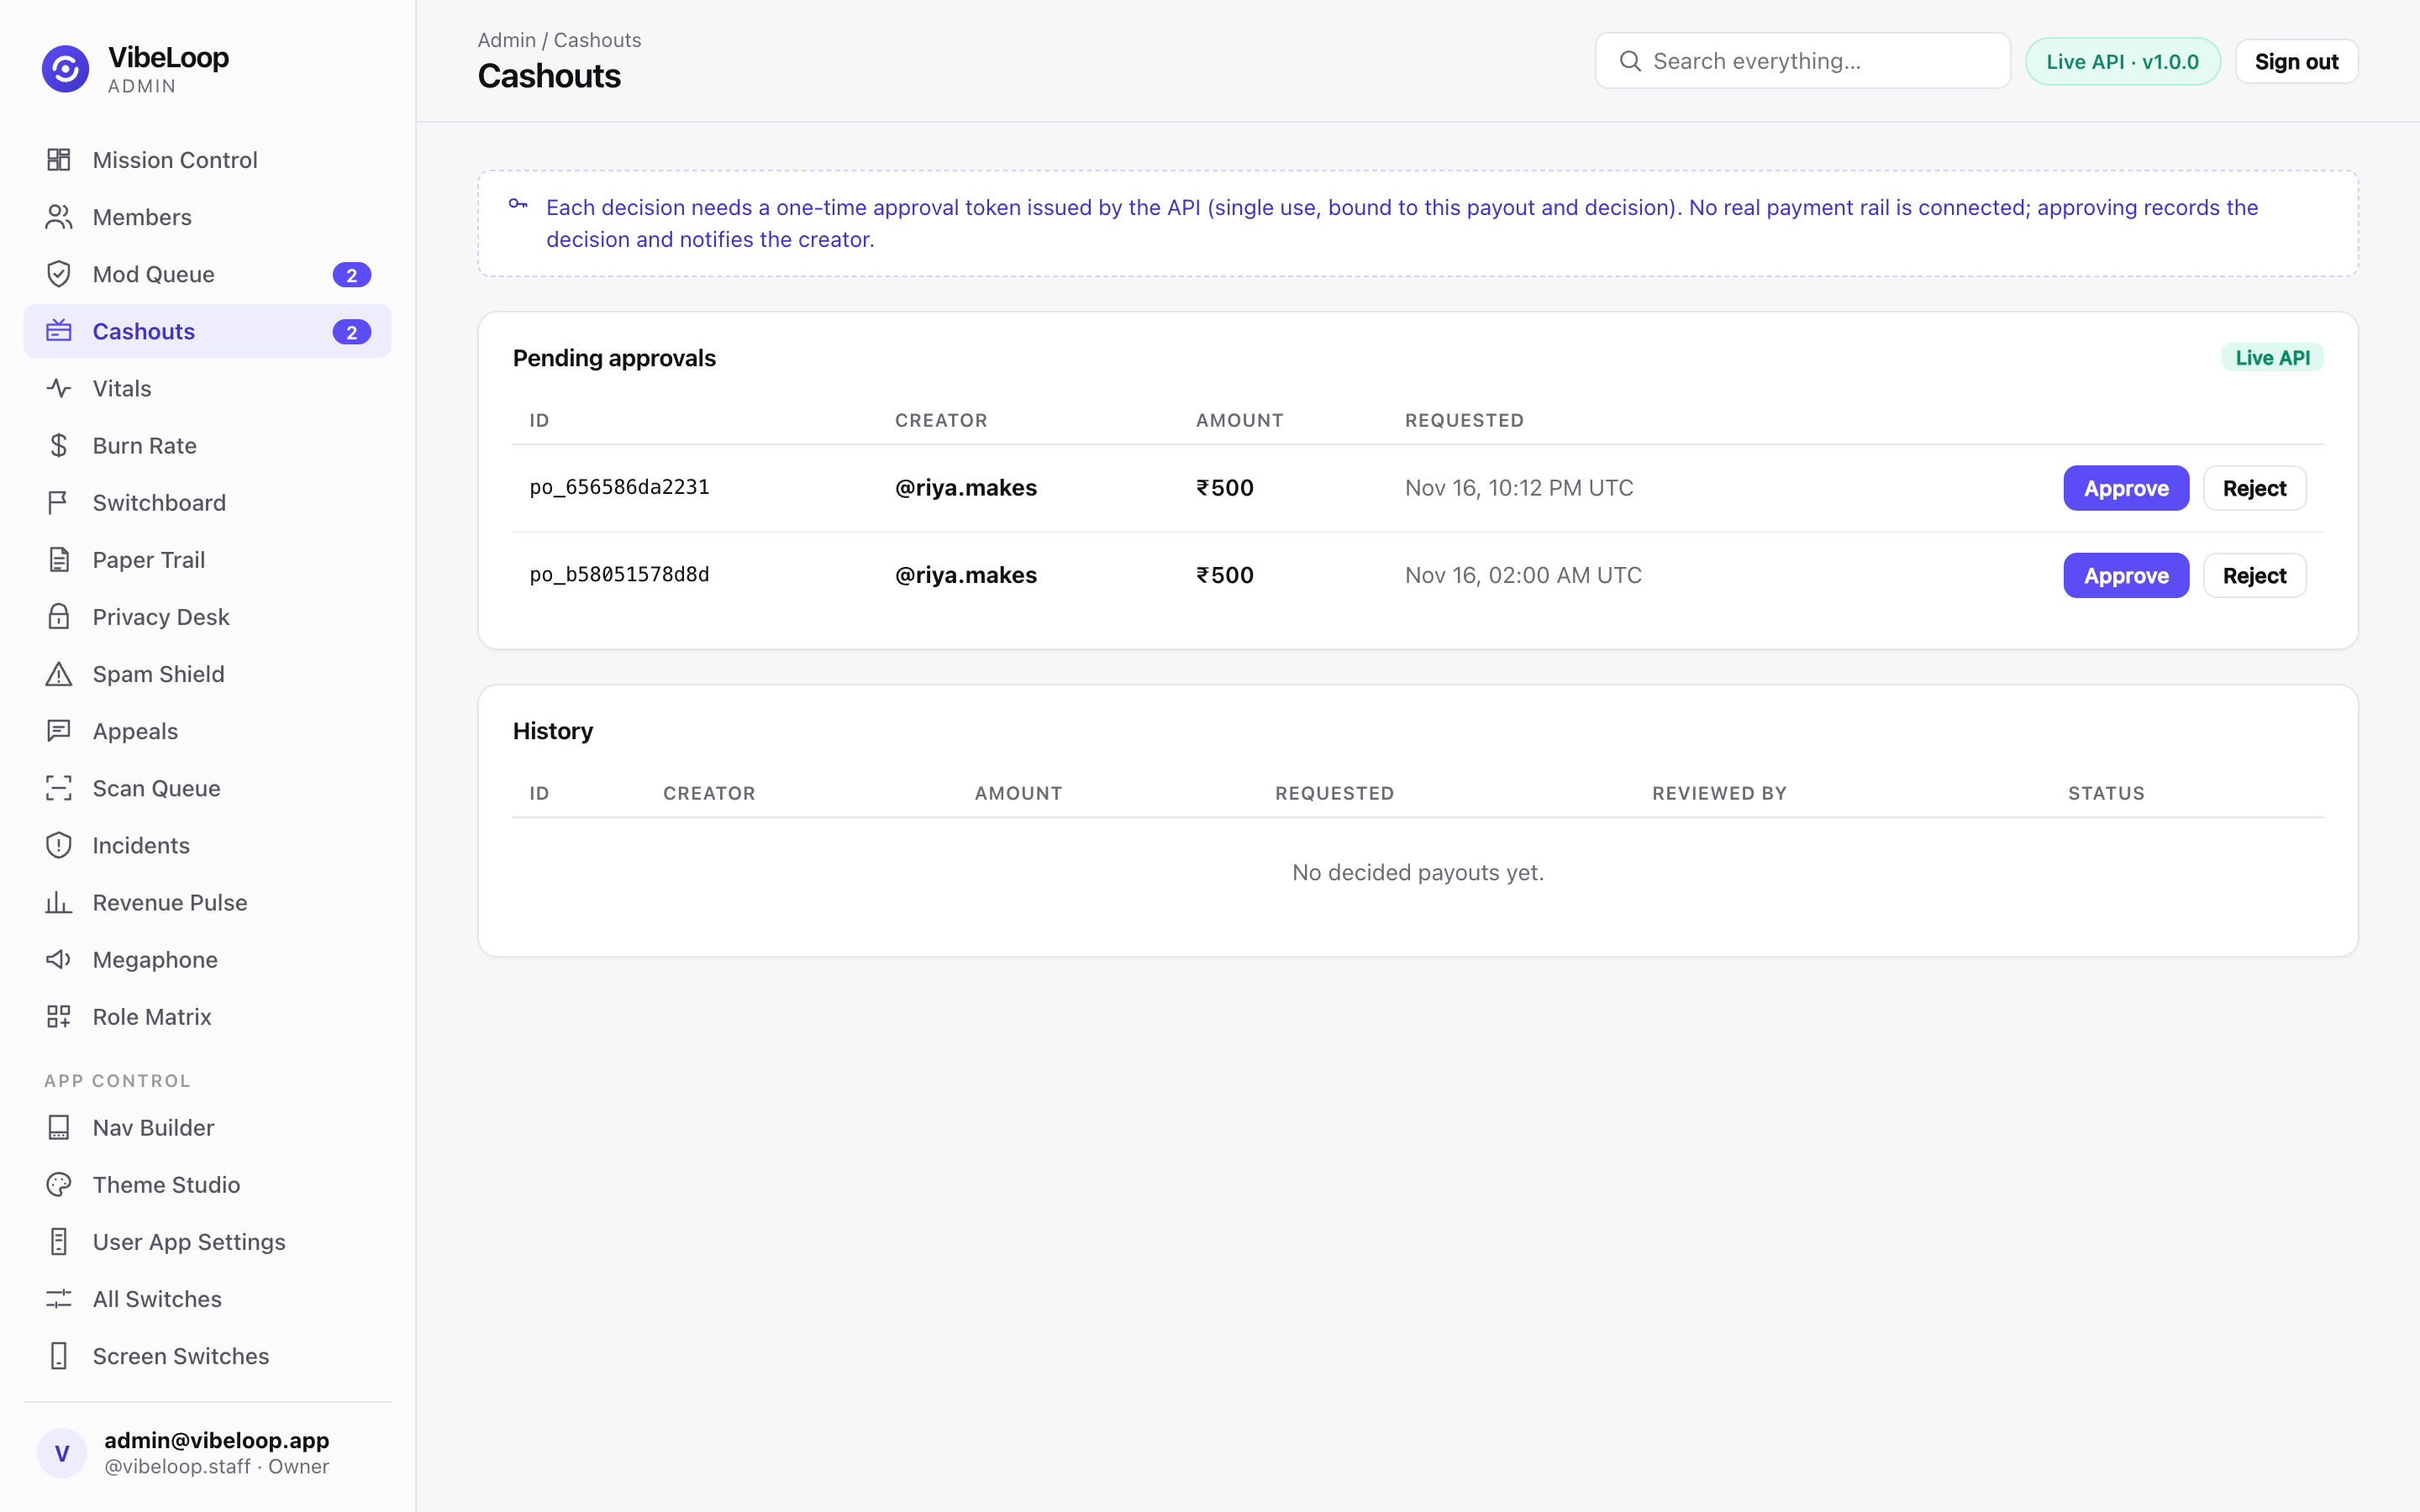 VibeLoop
ADMIN
Mission Control
Members
Mod Queue 2
Cashouts 2
Vitals
Burn Rate
Switchboard
Paper Trail
Privacy Desk
Spam Shield
Appeals
Scan Queue
Incidents
Revenue Pulse
Megaphone
Role Matrix
APP CONTROL
Nav Builder
Theme Studio
User App Settings
All Switches
Screen Switches
V
admin@vibeloop.app
@vibeloop.staff · Owner
Admin / Cashouts
Cashouts
Search everything...
Live API · v1.0.0
Sign out
Each decision needs a one-time approval token issued by the API (single use, bound to this payout and decision). No real payment rail is connected; approving records the
decision and notifies the creator.
Pending approvals
Live API
ID CREATOR AMOUNT REQUESTED
po_656586da2231 @riya.makes ₹500 Nov 16, 10:12 PM UTC Approve Reject
po_b58051578d8d @riya.makes ₹500 Nov 16, 02:00 AM UTC Approve Reject
History
ID CREATOR AMOUNT REQUESTED REVIEWED BY STATUS
No decided payouts yet.